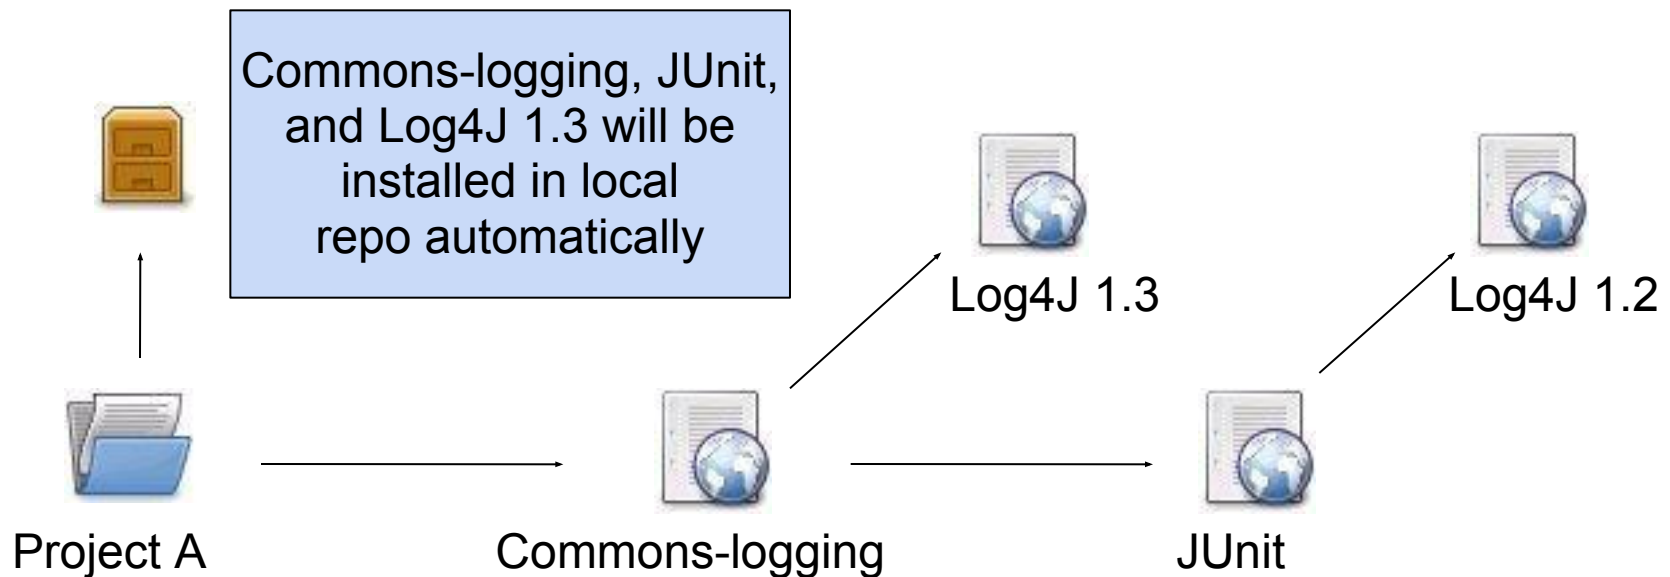 Commons-logging, JUnit,
and Log4J 1.3 will be
installed in local
repo automatically
Log4J 1.3
Log4J 1.2
Project A
Commons-logging
JUnit